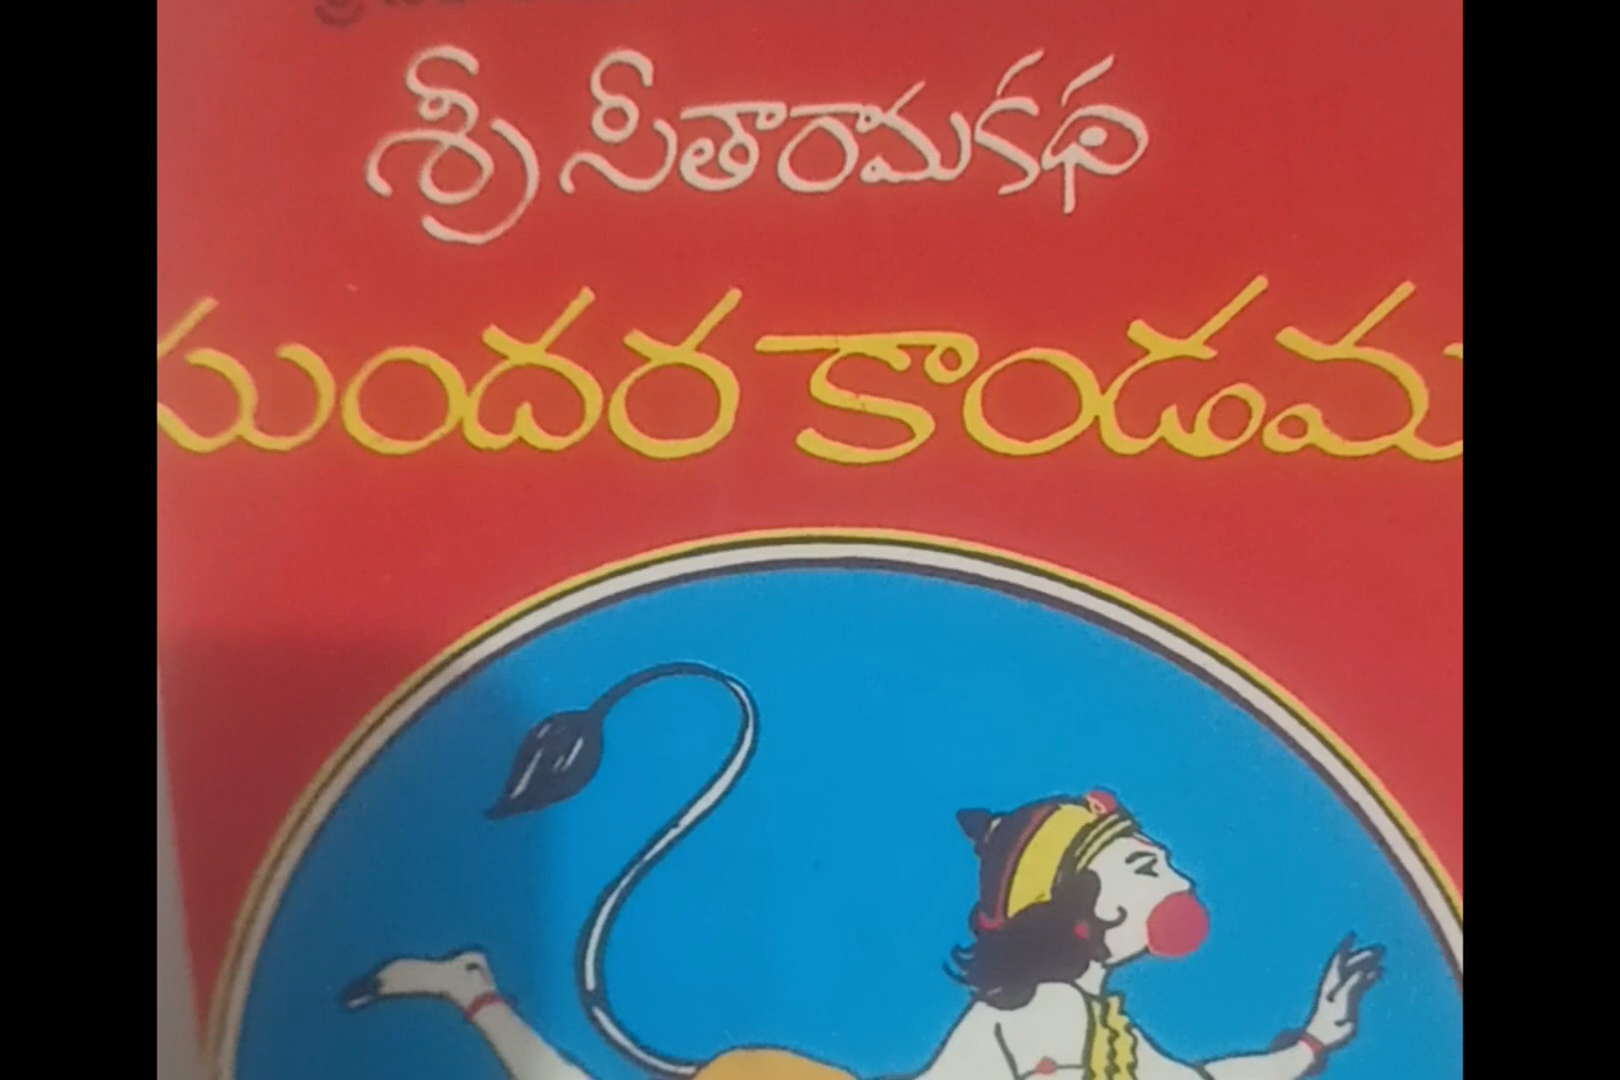 శ్రీ సీతారామకథ
సుందర కాండము